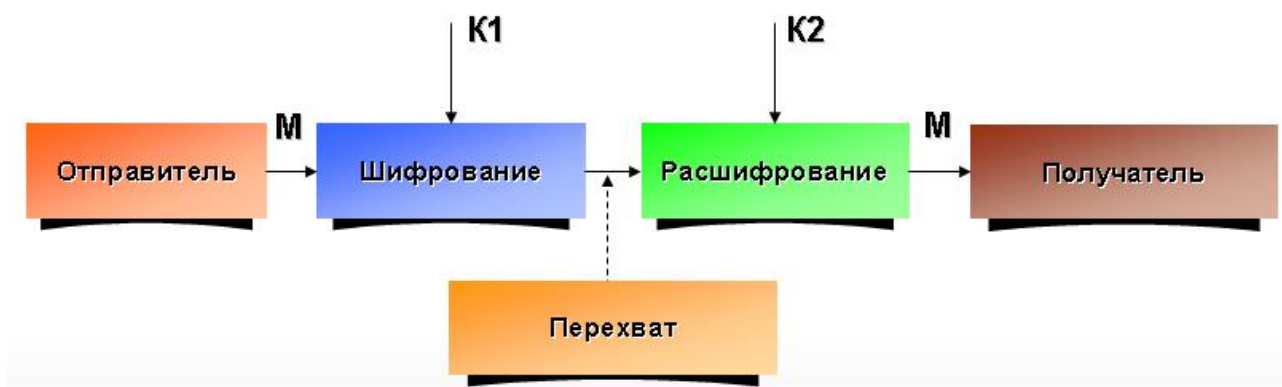 К1
К2
М
М
Отправитель
Шифрование
Расшифрование
Получатель
Перехват